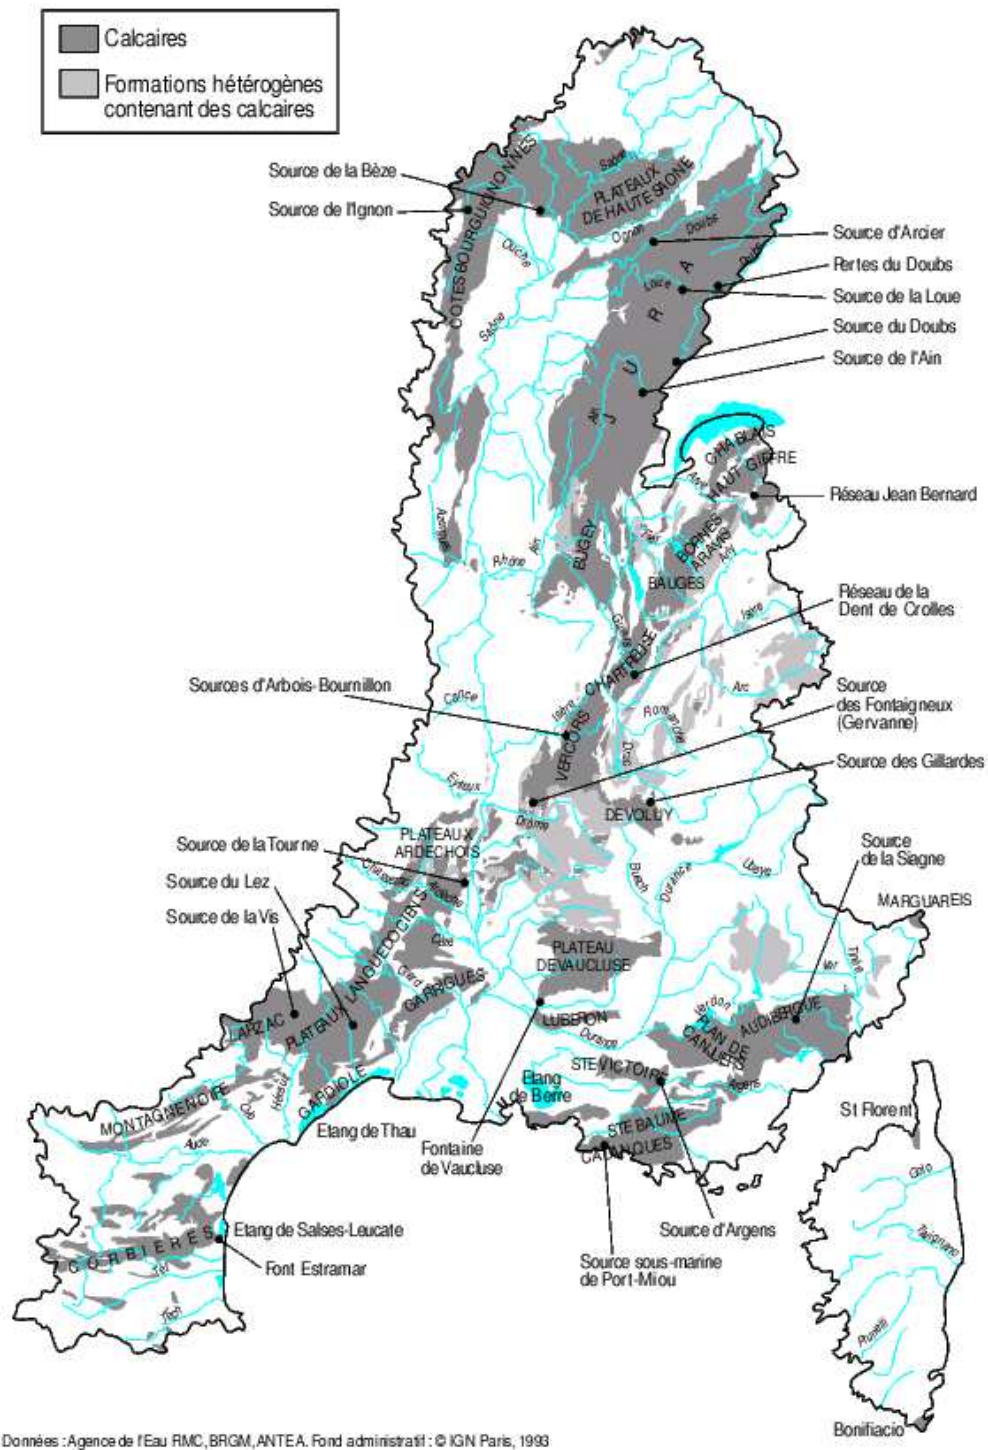 Calcaires
Formations hétérogènes
contenant des calcaires
Source de la Bèze
Source de l'Ignon
COTES BOURGUIGNONNES
Saône
PLATEAUX
DE HAUTE SAONE
Ognon
Doubs
Ouche
Source d'Arcier
Pertes du Doubs
Source de la Loue
Source du Doubs
Source de l'Ain
Loue
JURA
Saône
Ain
CHABLAIS
HAUT GIFFRE
Arve
Réseau Jean Bernard
BORNES
ARAVIS
Arly
BAUGES
Azergues
Rhône
Ain
BUGEY
Guiers
Isère
Réseau de la
Dent de Crolles
CHARTREUSE
Arc
Sources d'Arbois-Bournillon
Cance
Isère
Romanche
Drac
VERCORS
Source
des Fontaigneux
(Gervanne)
Source des Gillardes
Eyrieux
Drôme
DEVOLUY
GAP
PLATEAUX
ARDECHOIS
Source de la Tourne
Chassezac
Ardèche
Buech
Durance
Ubaye
Source
de la Siagne
Source du Lez
Source de la Vis
MARGUAREIS
Cèze
Gard
PLATEAUX LANQUEDOCIENS
GARRIGUES
PLATEAU
DE VAUCLUSE
Tinée
Var
LARZAC
LUBERON
Durance
Verdon
PLAN DE
CANJUERS
AUDIBERGUE
STE VICTOIRE
Argens
MONTAGNE NOIRE
Orb
Hérault
GARDIOLE
Etang
de Berre
STE BAUME
CALANQUES
St Florent
Aude
Etang de Thau
Fontaine
de Vaucluse
Golo
Tavignano
Source d'Argens
Source sous-marine
de Port-Miou
Etang de Salses-Leucate
CORBIERES
Font Estramar
Têt
Tech
Bonifiacio
Données : Agence de l'Eau RMC, BRGM, ANTEA. Fond administratif : © IGN Paris, 1993